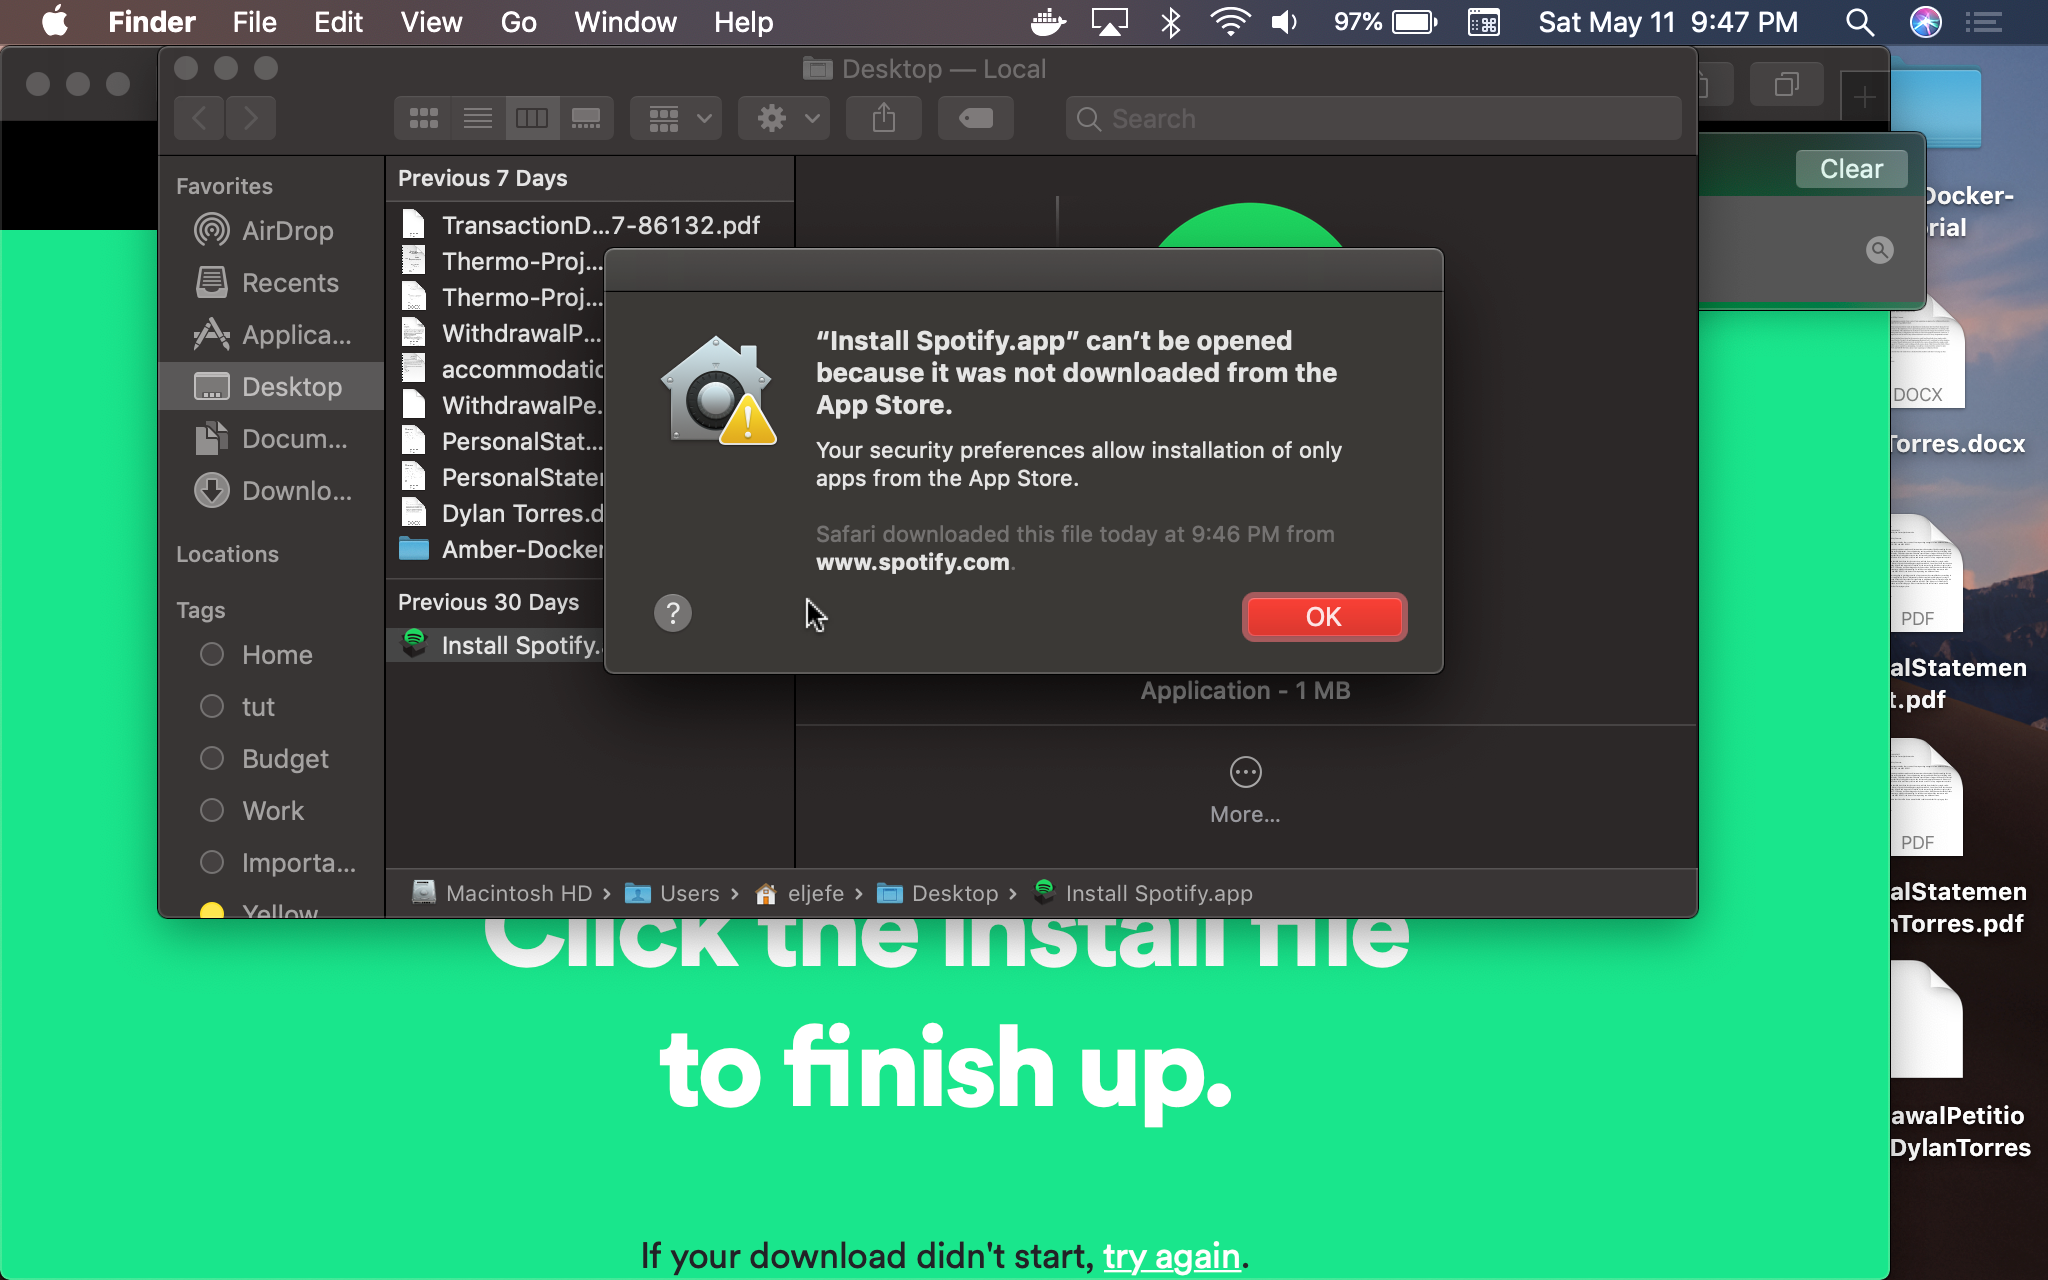 Finder File Edit View Go Window Help 97% Sat May 11 9:47 PM
Desktop — Local
Search
Clear
Favorites
AirDrop
Recents
Applica...
Desktop
Docum...
Downlo...
Locations
Tags
Home
tut
Budget
Work
Importa...
Yellow
Previous 7 Days
TransactionD...7-86132.pdf
Thermo-Proj...
Thermo-Proj...
WithdrawalP...
accommodatio
WithdrawalPe.
PersonalStat...
PersonalStater
Dylan Torres.d
Amber-Docker
Previous 30 Days
Install Spotify.
“Install Spotify.app” can’t be opened
because it was not downloaded from the
App Store.
Your security preferences allow installation of only
apps from the App Store.
Safari downloaded this file today at 9:46 PM from
www.spotify.com.
?
OK
Application - 1 MB
More...
Macintosh HD › Users › eljefe › Desktop › Install Spotify.app
Docker-
rial
DOCX
Torres.docx
PDF
alStatemen
t.pdf
PDF
alStatemen
nTorres.pdf
awalPetitio
DylanTorres
Click the install file
to finish up.
If your download didn't start, try again.